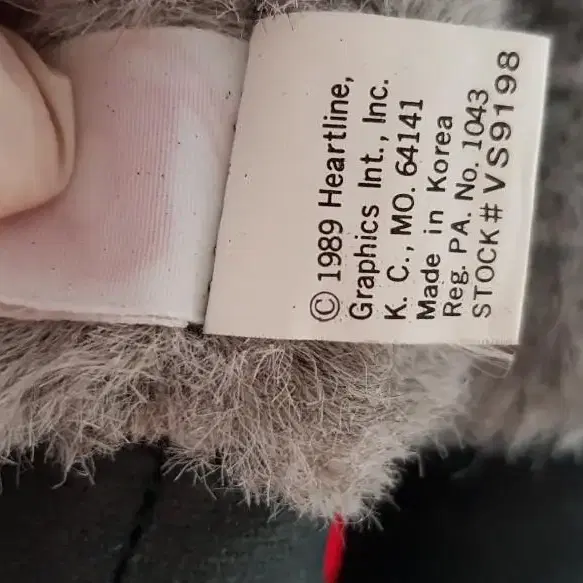 © 1989 Heartline,
Graphics Int., Inc.
K. C., MO. 64141
Made in Korea
Reg. PA. No. 1043
STOCK # VS9198